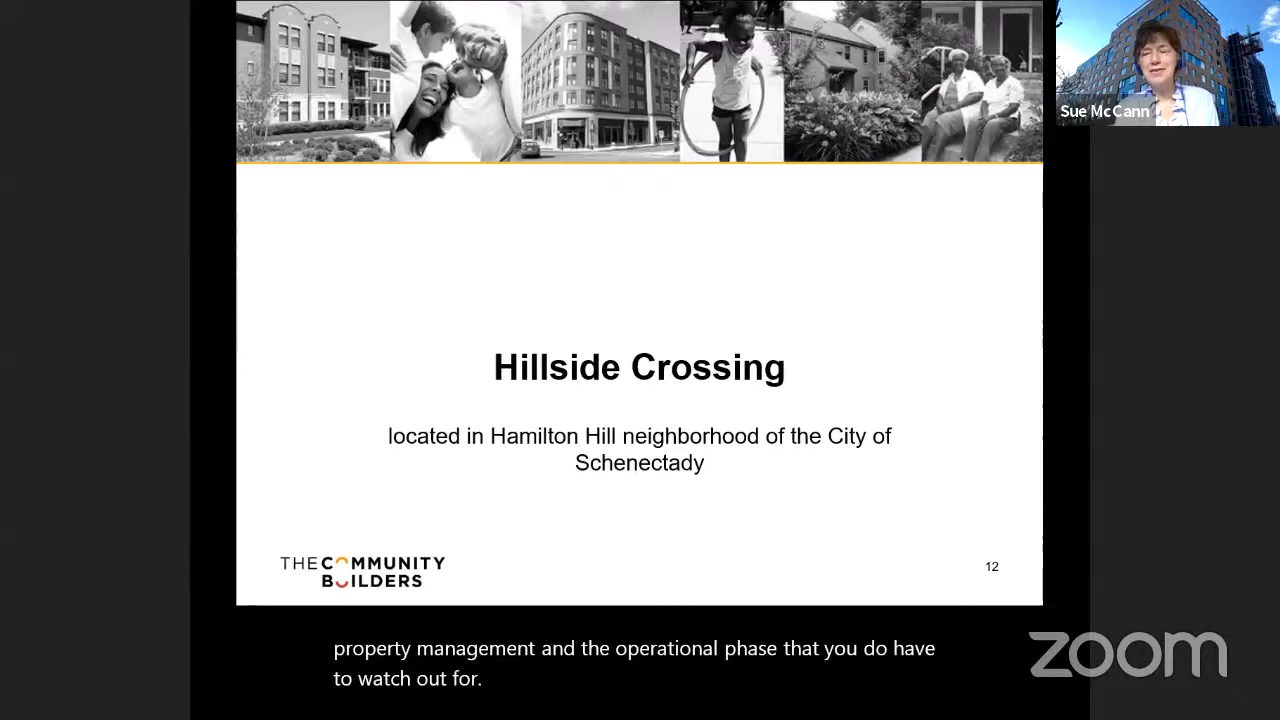 Sue McCann
Hillside Crossing
located in Hamilton Hill neighborhood of the City of
Schenectady
THE COMMUNITY
BUILDERS
12
property management and the operational phase that you do have
to watch out for.
zoom